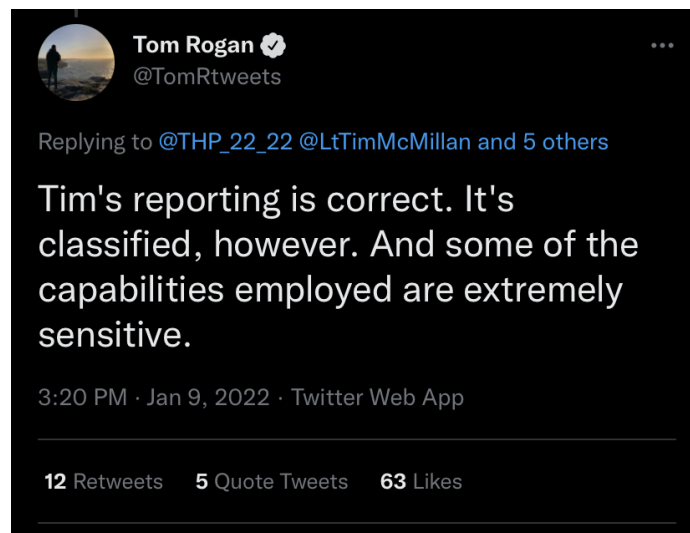 Tom Rogan
@TomRtweets
Replying to @THP_22_22 @LtTimMcMillan and 5 others
Tim's reporting is correct. It's
classified, however. And some of the
capabilities employed are extremely
sensitive.
3:20 PM · Jan 9, 2022 · Twitter Web App
12 Retweets 5 Quote Tweets 63 Likes